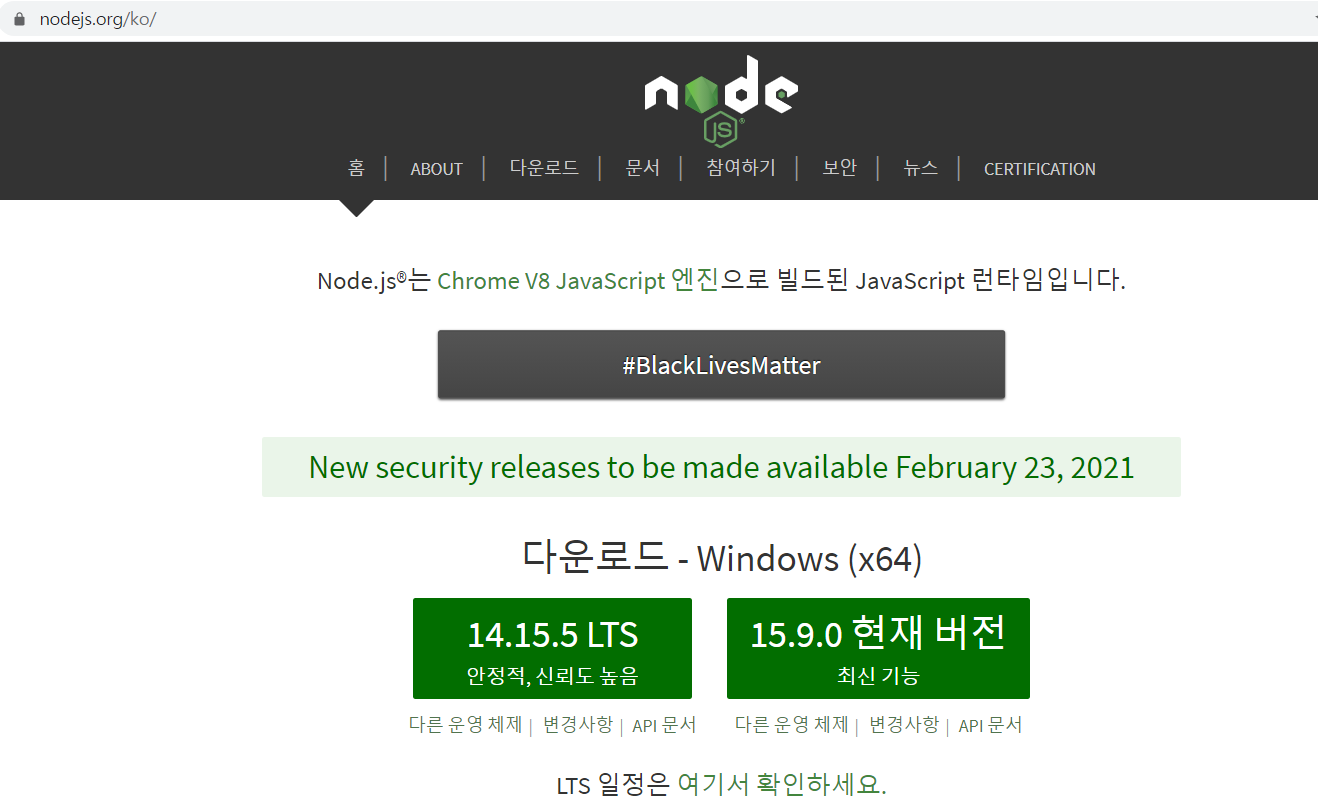 nodejs.org/ko/
node
JS®
홈 | ABOUT | 다운로드 | 문서 | 참여하기 | 보안 | 뉴스 | CERTIFICATION
Node.js®는 Chrome V8 JavaScript 엔진으로 빌드된 JavaScript 런타임입니다.
#BlackLivesMatter
New security releases to be made available February 23, 2021
다운로드 - Windows (x64)
14.15.5 LTS
안정적, 신뢰도 높음
다른 운영 체제 | 변경사항 | API 문서
15.9.0 현재 버전
최신 기능
다른 운영 체제 | 변경사항 | API 문서
LTS 일정은 여기서 확인하세요.